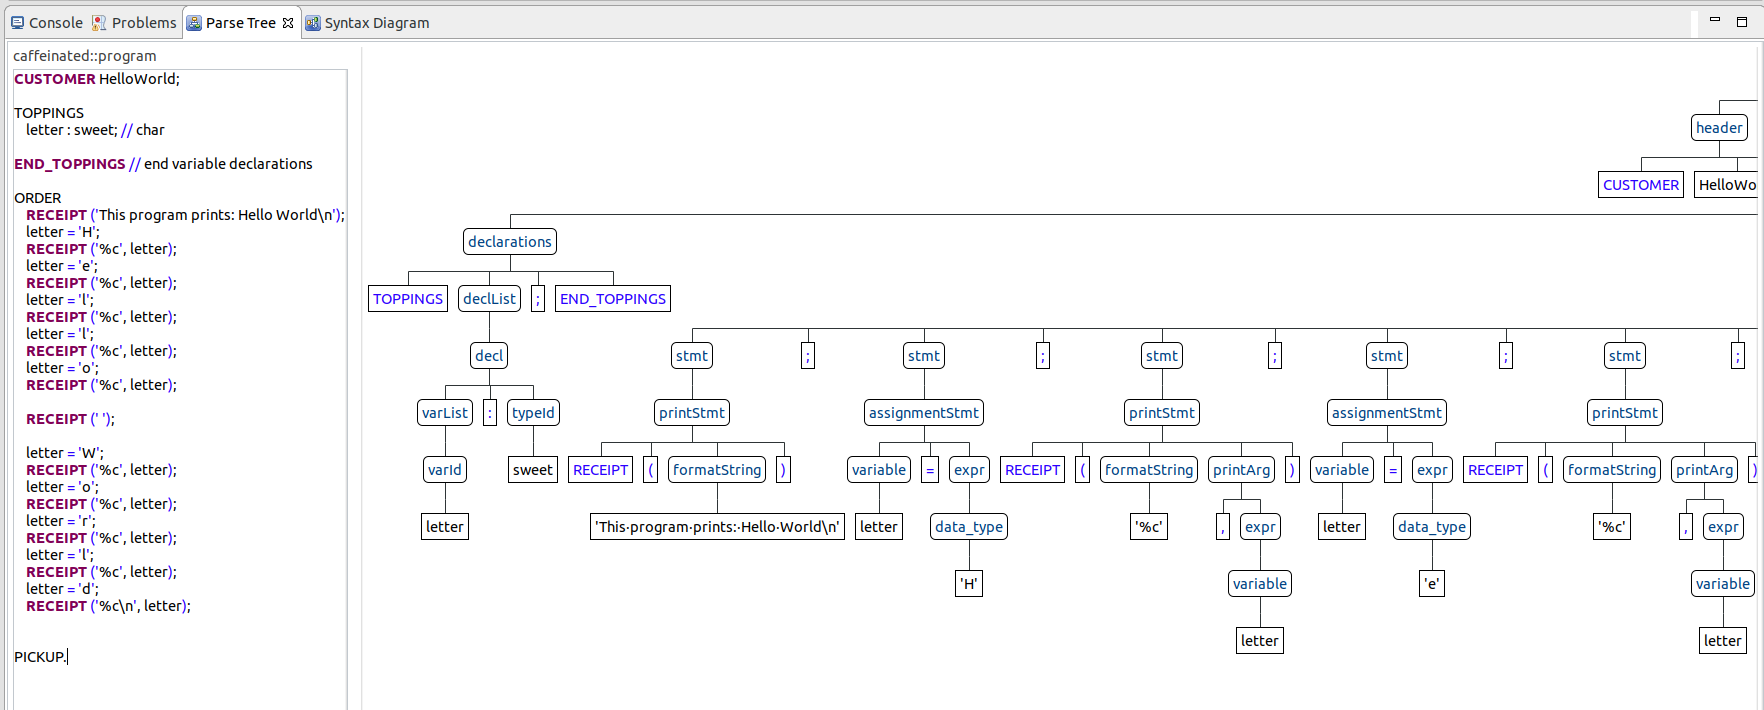 Console Problems Parse Tree Syntax Diagram
caffeinated::program
CUSTOMER HelloWorld;
TOPPINGS
letter : sweet; // char
END_TOPPINGS // end variable declarations
ORDER
RECEIPT ('This program prints: Hello World\n');
letter = 'H';
RECEIPT ('%c', letter);
letter = 'e';
RECEIPT ('%c', letter);
letter = 'l';
RECEIPT ('%c', letter);
letter = 'l';
RECEIPT ('%c', letter);
letter = 'o';
RECEIPT ('%c', letter);
RECEIPT (' ');
letter = 'W';
RECEIPT ('%c', letter);
letter = 'o';
RECEIPT ('%c', letter);
letter = 'r';
RECEIPT ('%c', letter);
letter = 'l';
RECEIPT ('%c', letter);
letter = 'd';
RECEIPT ('%c\n', letter);
PICKUP.
header
CUSTOMER HelloWo
declarations
TOPPINGS declList ; END_TOPPINGS
decl stmt ; stmt ; stmt ; stmt ; stmt ;
varList : typeId printStmt assignmentStmt printStmt assignmentStmt printStmt
varId sweet RECEIPT ( formatString ) variable = expr RECEIPT ( formatString printArg ) variable = expr RECEIPT ( formatString printArg )
letter 'This·program·prints:·Hello·World\n' letter data_type '%c' , expr letter data_type '%c' , expr
'H' variable 'e' variable
letter letter